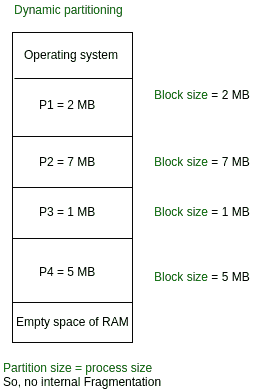 Dynamic partitioning
Operating system
P1 = 2 MB
Block size = 2 MB
P2 = 7 MB
Block size = 7 MB
P3 = 1 MB
Block size = 1 MB
P4 = 5 MB
Block size = 5 MB
Empty space of RAM
Partition size = process size
So, no internal Fragmentation